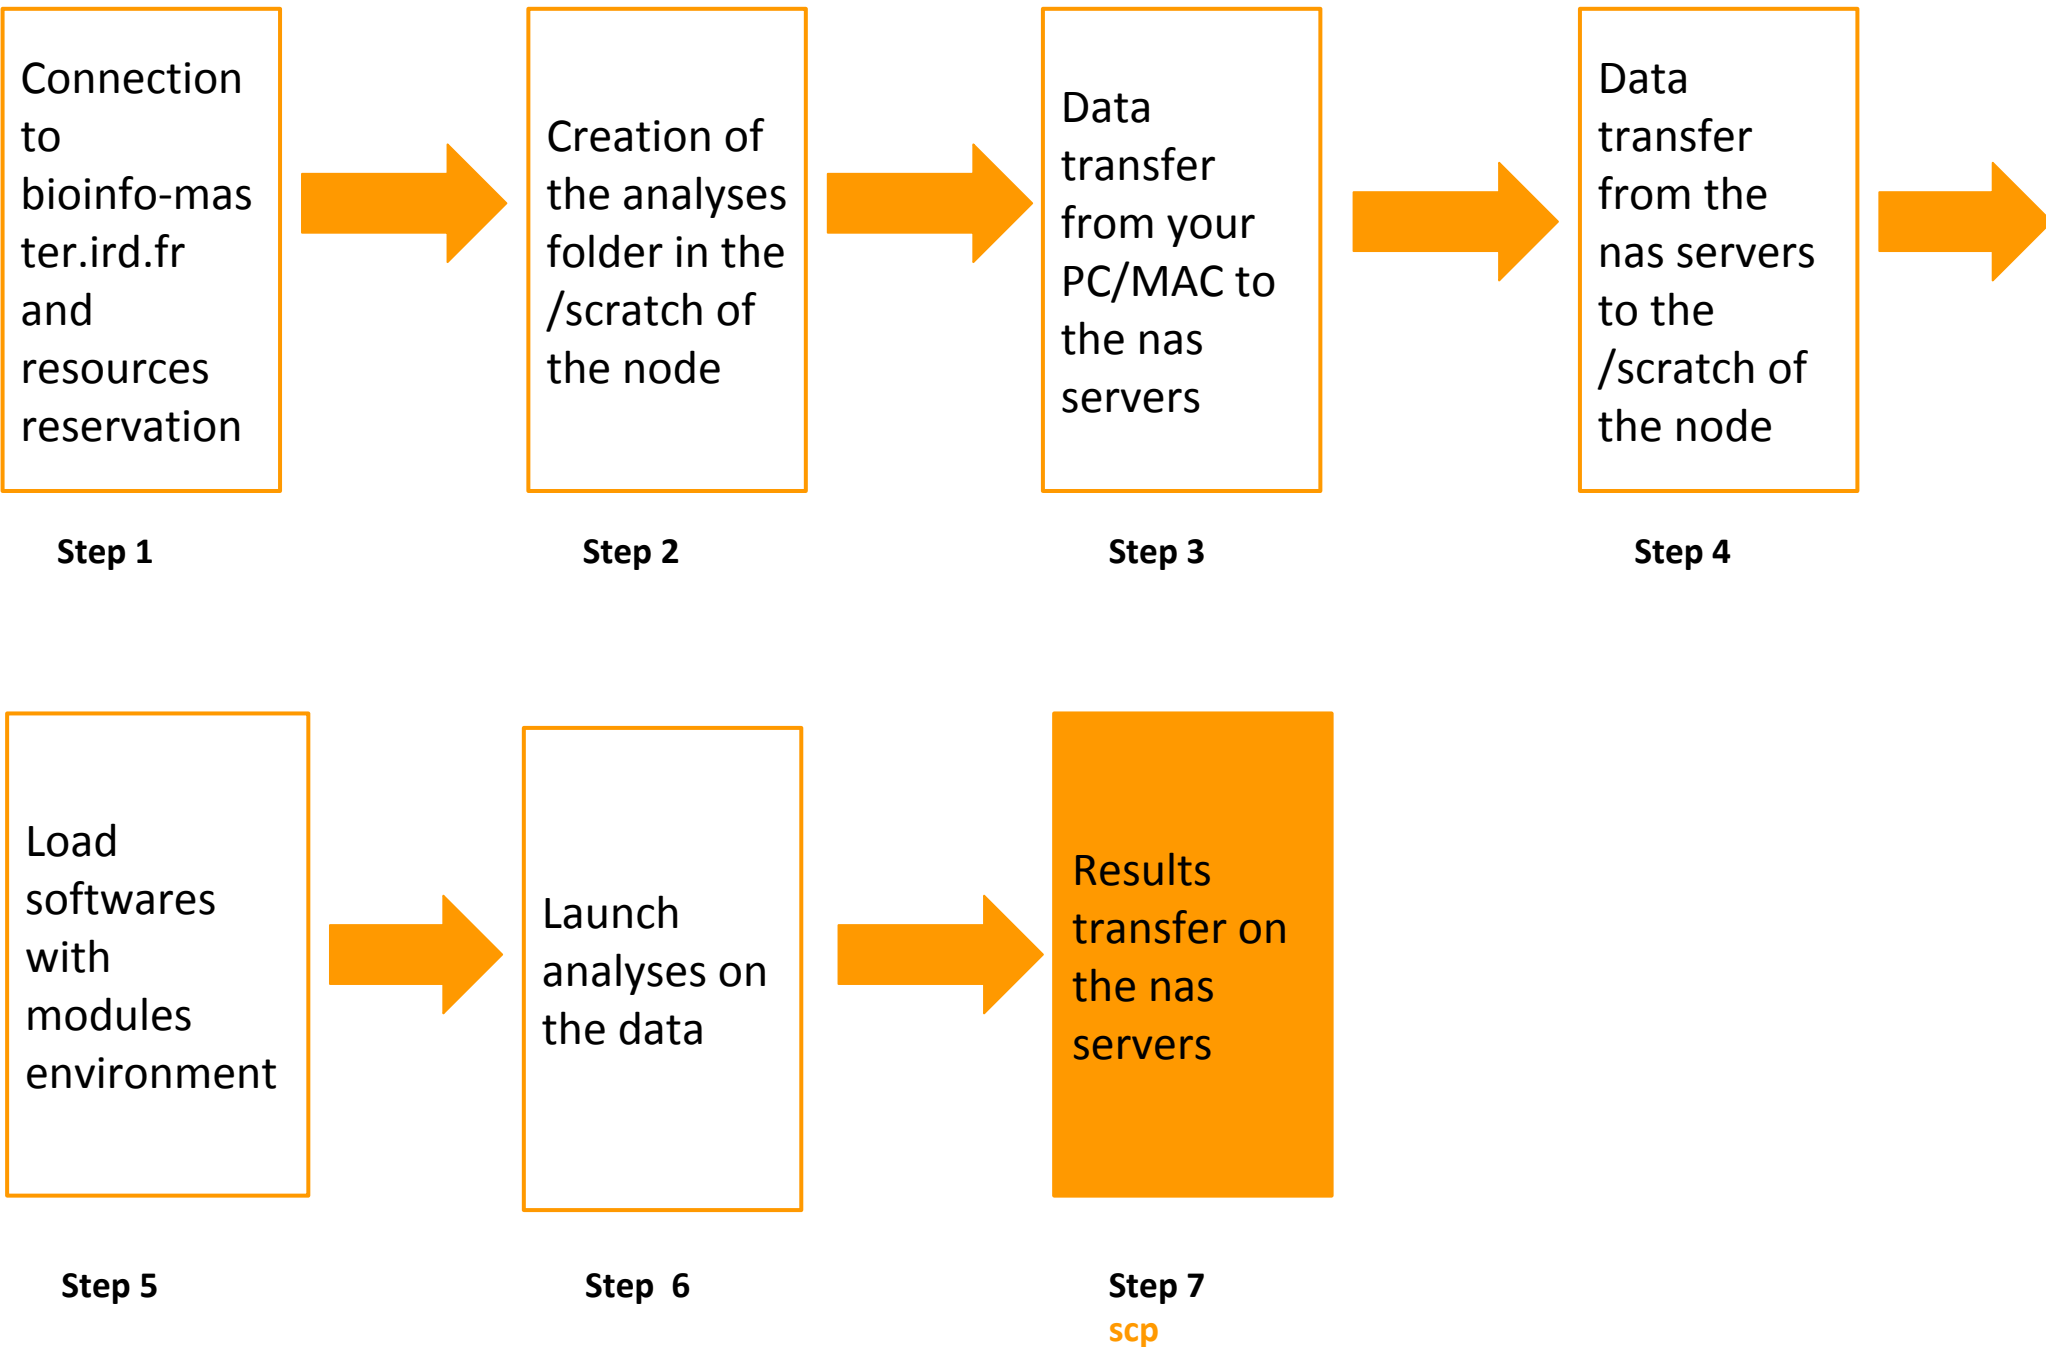 Connection
to
bioinfo-mas
ter.ird.fr
and
resources
reservation
Step 1
Creation of
the analyses
folder in the
/scratch of
the node
Step 2
Data
transfer
from your
PC/MAC to
the nas
servers
Step 3
Data
transfer
from the
nas servers
to the
/scratch of
the node
Step 4
Load
softwares
with
modules
environment
Step 5
Launch
analyses on
the data
Step  6
Results
transfer on
the nas
servers
Step 7
scp